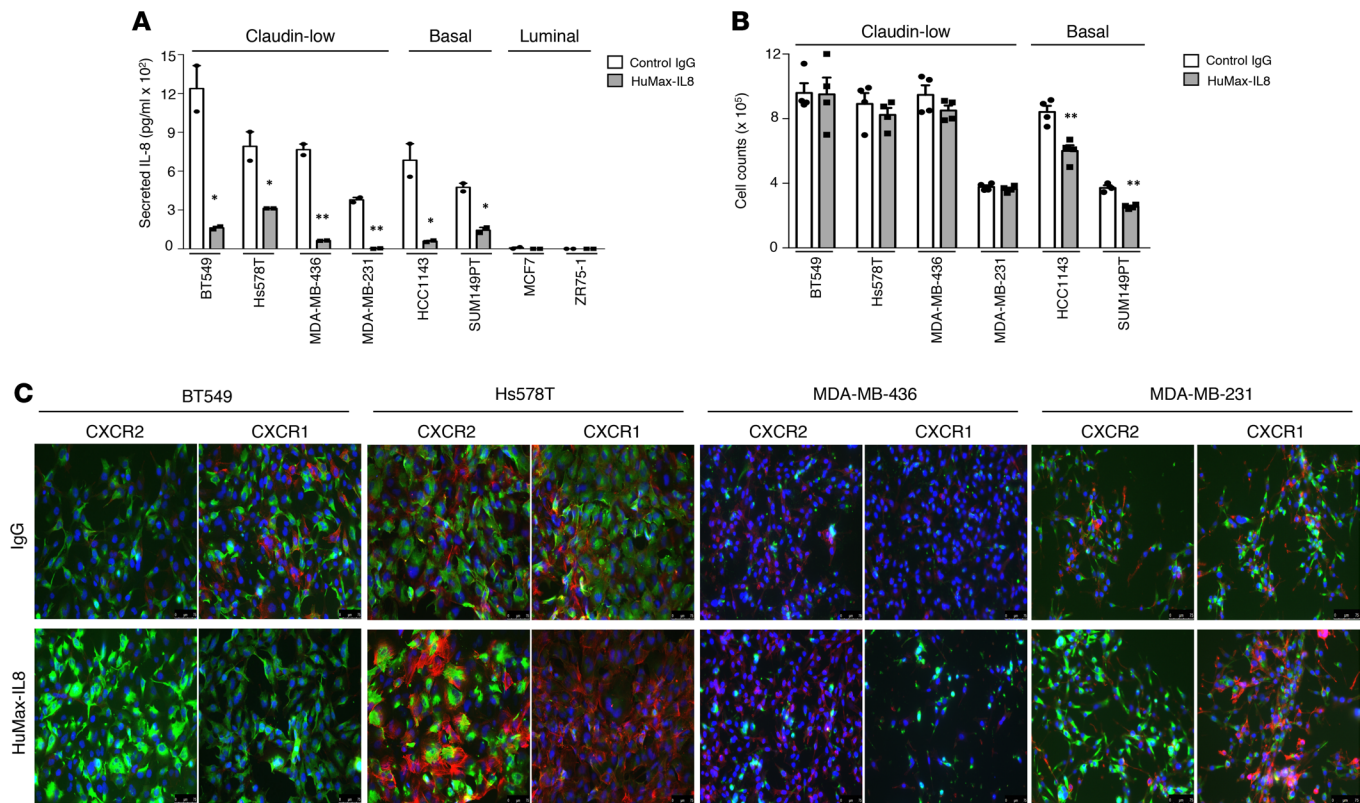 A
Claudin-low
Basal
Luminal
Secreted IL-8 (pg/ml x 10²)
15
12
9
6
3
0
*
*
**
**
*
*
Control IgG
HuMax-IL8
BT549
Hs578T
MDA-MB-436
MDA-MB-231
HCC1143
SUM149PT
MCF7
ZR75-1
B
Claudin-low
Basal
Cell counts (x 10⁵)
12
8
4
0
**
**
Control IgG
HuMax-IL8
BT549
Hs578T
MDA-MB-436
MDA-MB-231
HCC1143
SUM149PT
C
BT549
Hs578T
MDA-MB-436
MDA-MB-231
CXCR2
CXCR1
CXCR2
CXCR1
CXCR2
CXCR1
CXCR2
CXCR1
IgG
HuMax-IL8